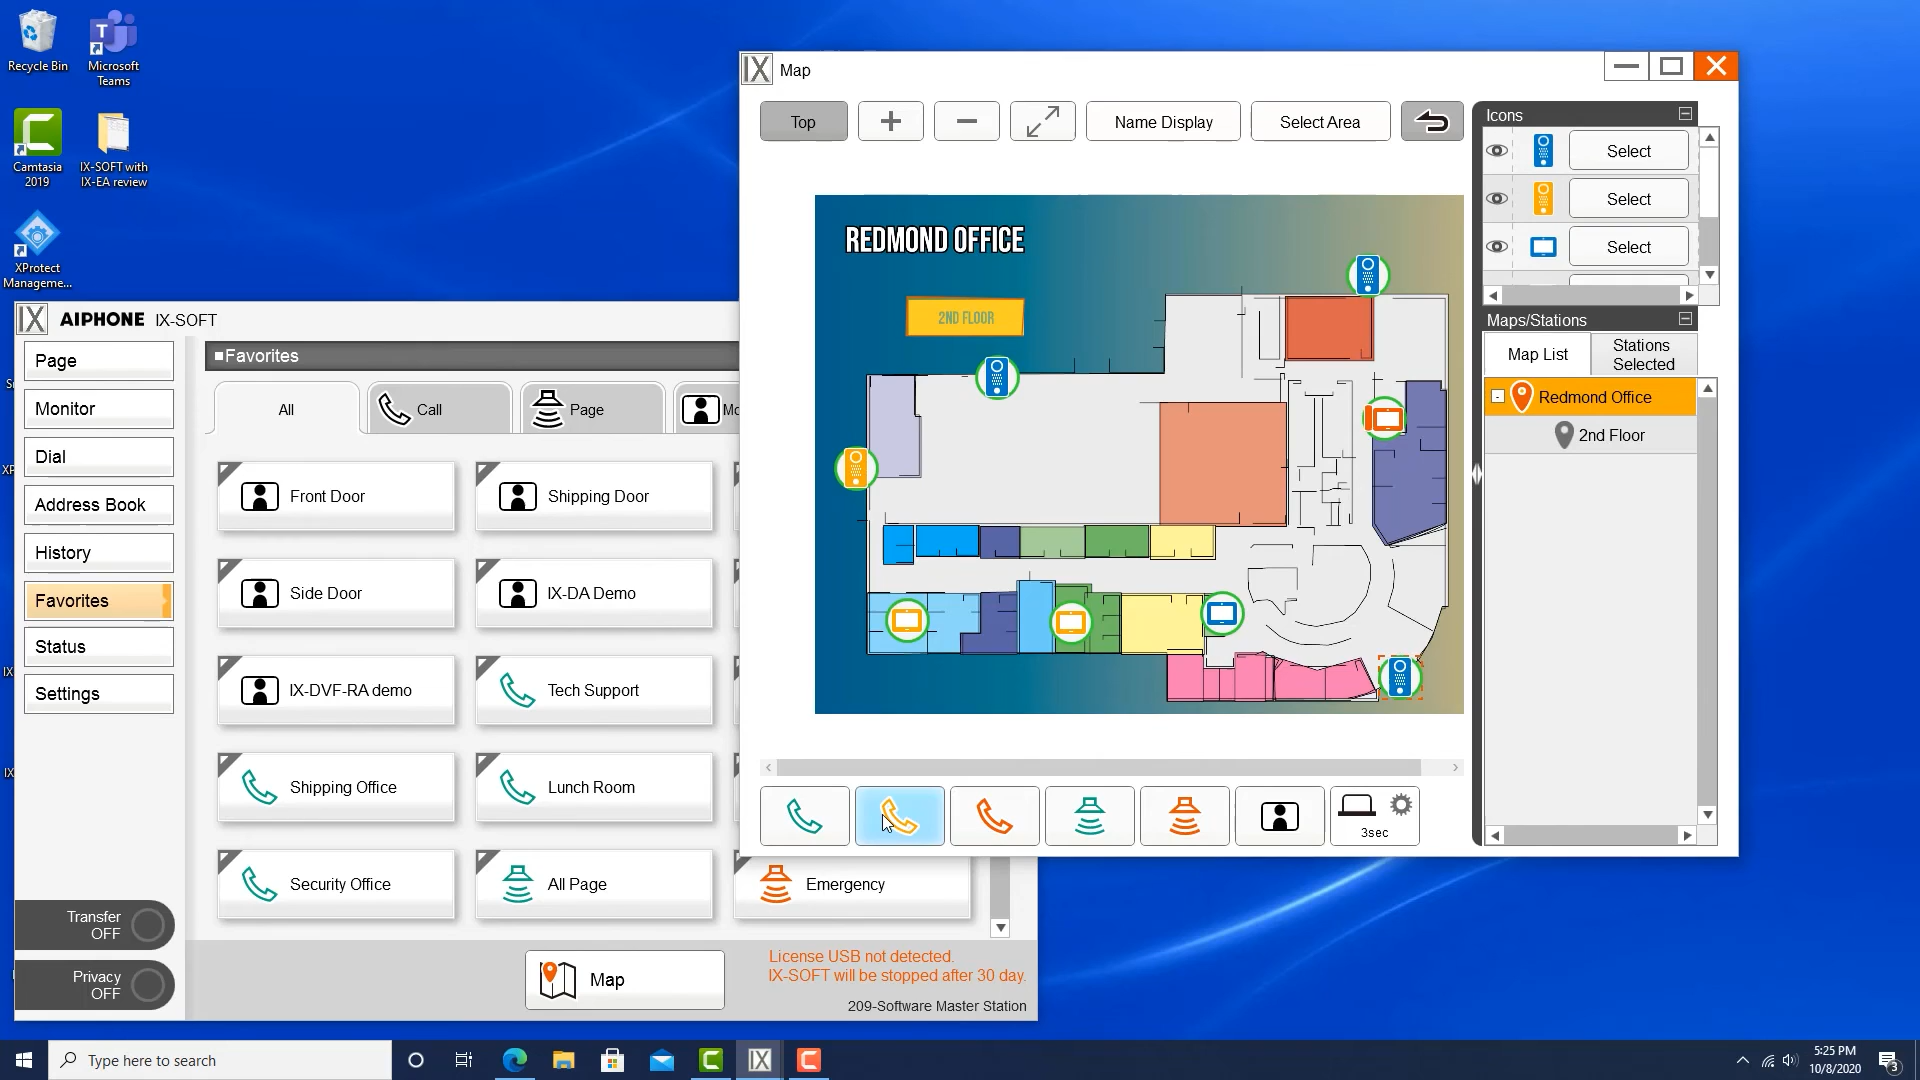 Recycle Bin
Microsoft
Teams
Camtasia
2019
IX-SOFT with
IX-EA review
XProtect
Manageme...
IX AIPHONE IX-SOFT
Page
Monitor
Dial
Address Book
History
Favorites
Status
Settings
Transfer
OFF
Privacy
OFF
■Favorites
All
Call
Page
Mo
Front Door
Shipping Door
Side Door
IX-DA Demo
IX-DVF-RA demo
Tech Support
Shipping Office
Lunch Room
Security Office
All Page
Emergency
Map
License USB not detected.
IX-SOFT will be stopped after 30 day.
209-Software Master Station
IX Map
Top
Name Display
Select Area
REDMOND OFFICE
2ND FLOOR
3sec
Icons
Select
Select
Select
Maps/Stations
Map List
Stations
Selected
Redmond Office
2nd Floor
Type here to search
IX
5:25 PM
10/8/2020
3